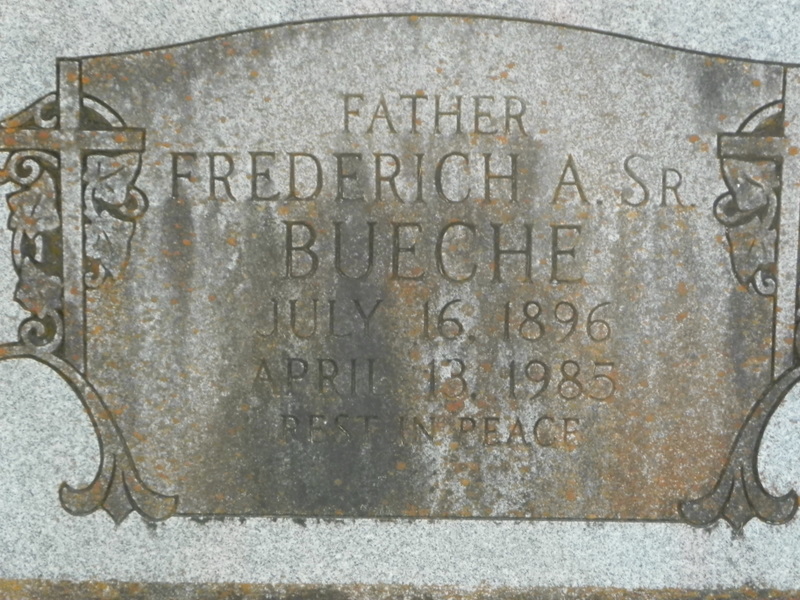 FATHER
FREDERICH A. SR.
BUECHE
JULY 16, 1896
APRIL 13, 1985
REST IN PEACE